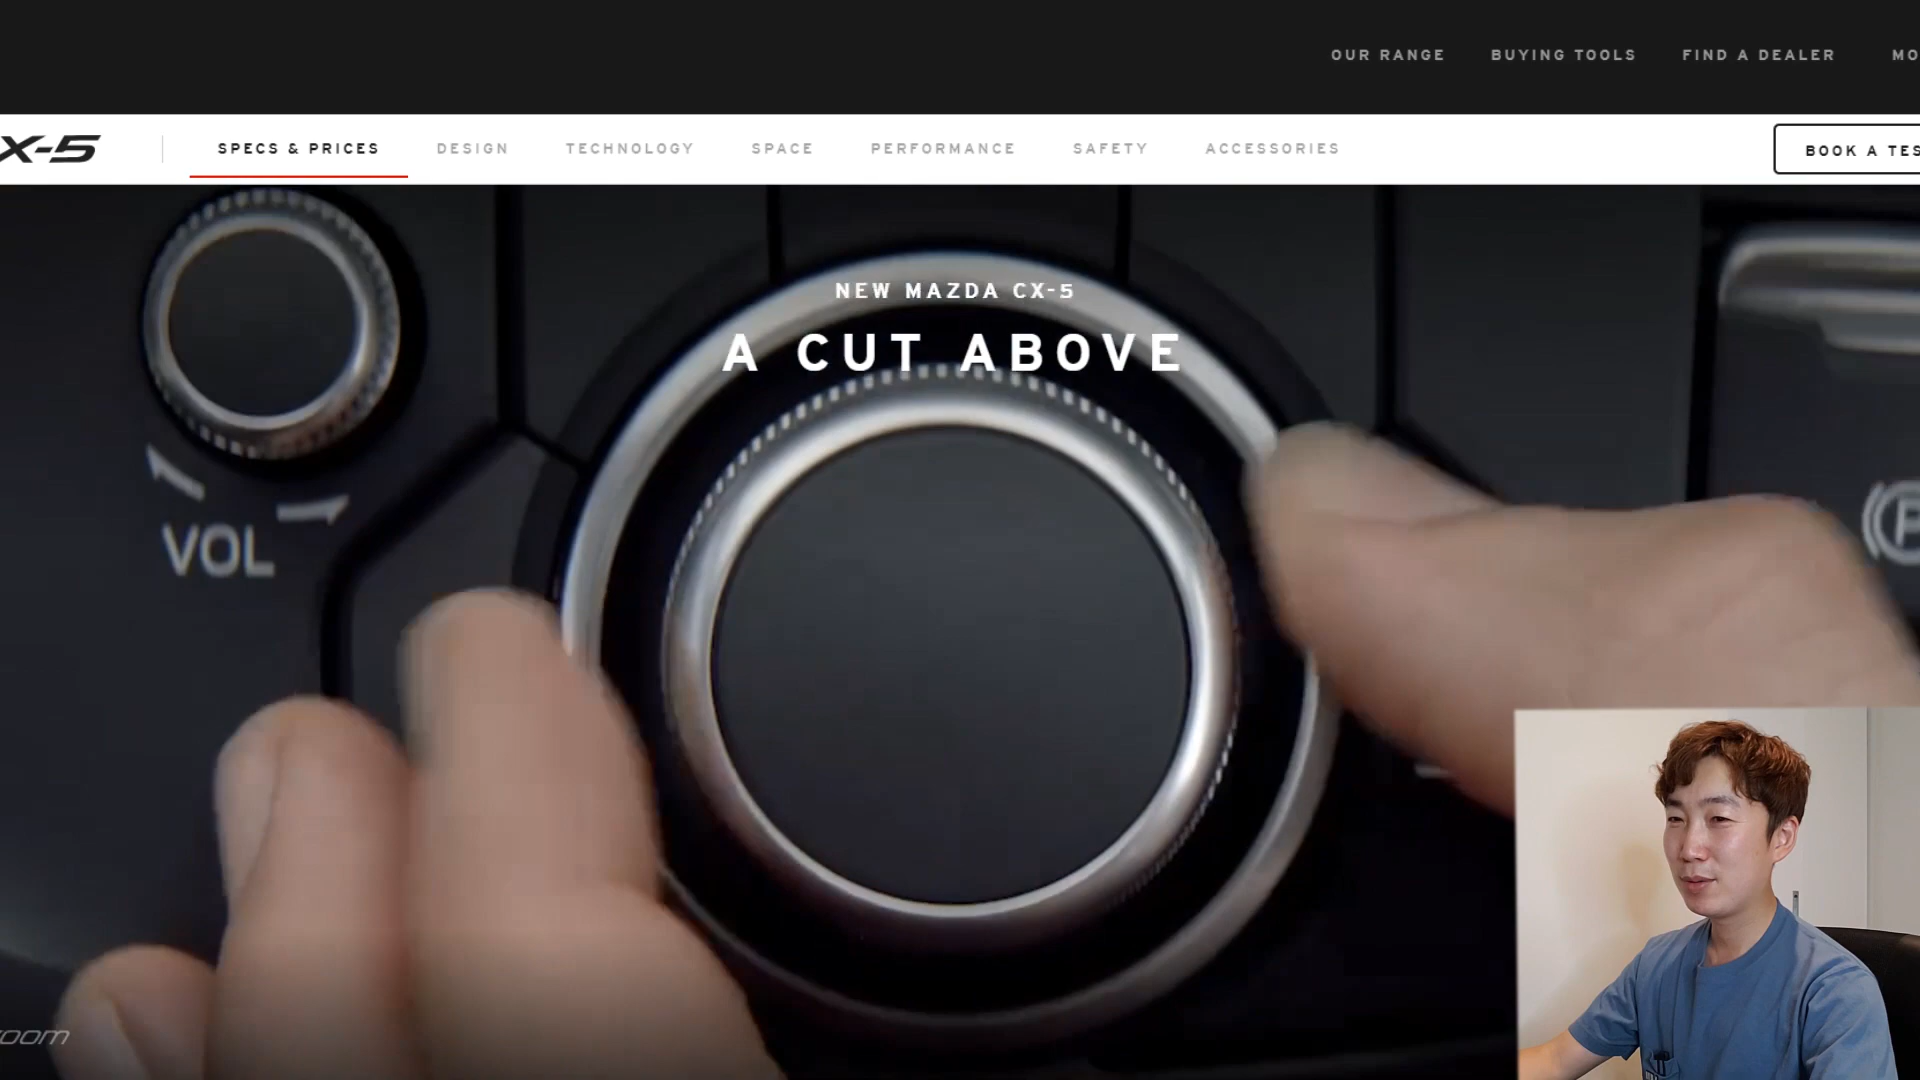 OUR RANGE BUYING TOOLS FIND A DEALER MO
X-5 SPECS & PRICES DESIGN TECHNOLOGY SPACE PERFORMANCE SAFETY ACCESSORIES BOOK A TES
NEW MAZDA CX-5
A CUT ABOVE
VOL
P
oom